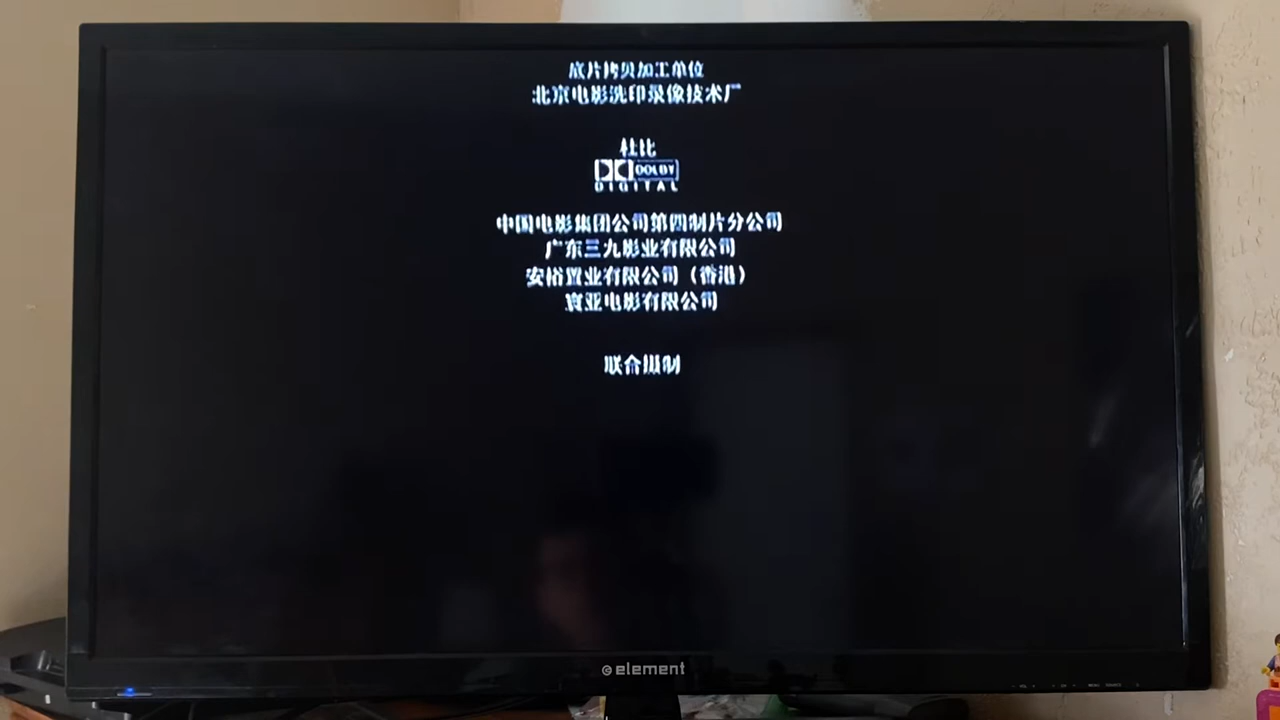 底片拷贝加工单位
北京电影洗印录像技术厂
杜比
DOLBY
DIGITAL
中国电影集团公司第四制片分公司
广东三九影业有限公司
安裕置业有限公司（香港）
寰亚电影有限公司
联合摄制
element